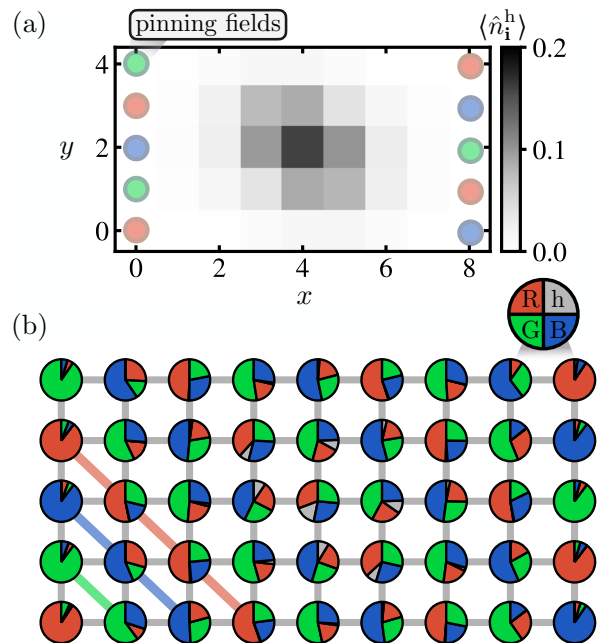 (a)
pinning fields
⟨n̂ᵢʰ⟩
4
2
0
y
0 2 4 6 8
x
0.2
0.1
0.0
(b)
R h
G B